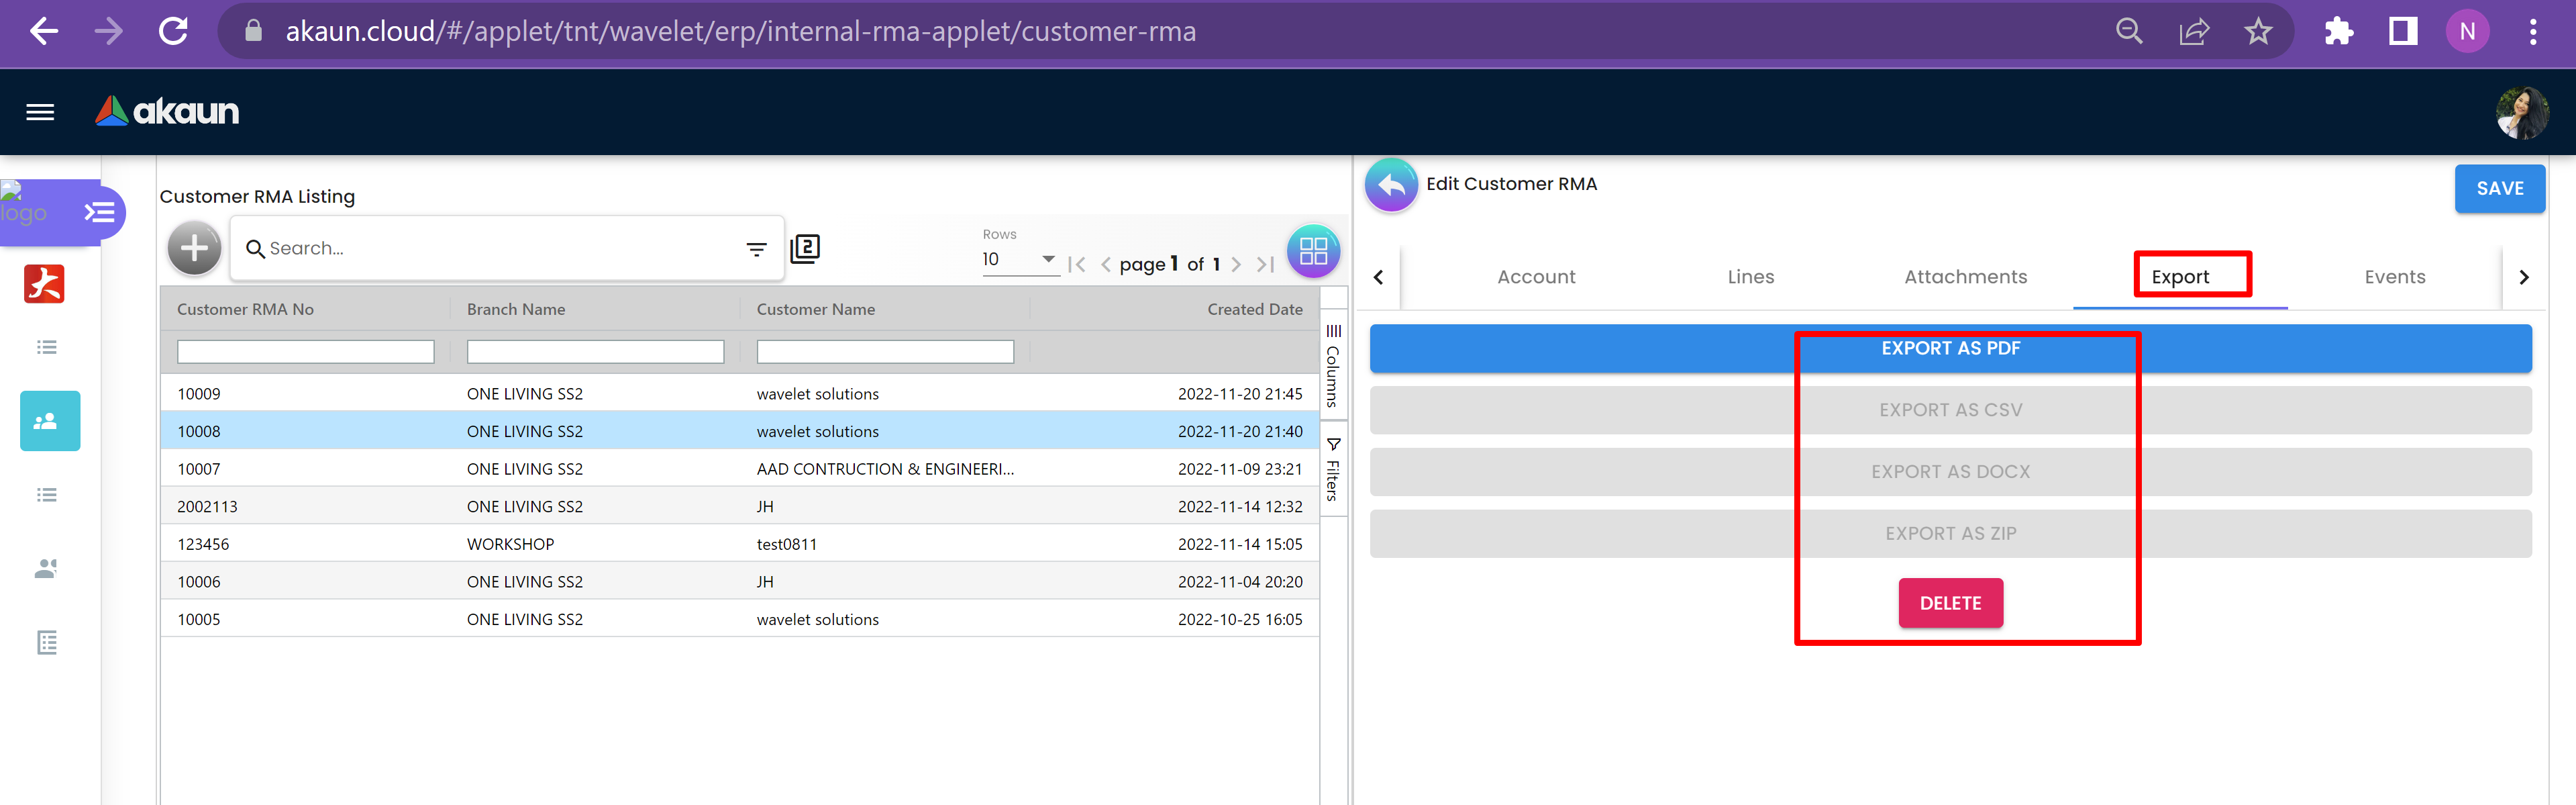 akaun.cloud/#/applet/tnt/wavelet/erp/internal-rma-applet/customer-rma
N
akaun
logo
Customer RMA Listing
Search...
2
Rows
10
page 1 of 1
Customer RMA No Branch Name Customer Name Created Date
10009 ONE LIVING SS2 wavelet solutions 2022-11-20 21:45
10008 ONE LIVING SS2 wavelet solutions 2022-11-20 21:40
10007 ONE LIVING SS2 AAD CONTRUCTION & ENGINEERI... 2022-11-09 23:21
2002113 ONE LIVING SS2 JH 2022-11-14 12:32
123456 WORKSHOP test0811 2022-11-14 15:05
10006 ONE LIVING SS2 JH 2022-11-04 20:20
10005 ONE LIVING SS2 wavelet solutions 2022-10-25 16:05
Columns
Filters
Edit Customer RMA
SAVE
Account Lines Attachments Export Events
EXPORT AS PDF
EXPORT AS CSV
EXPORT AS DOCX
EXPORT AS ZIP
DELETE